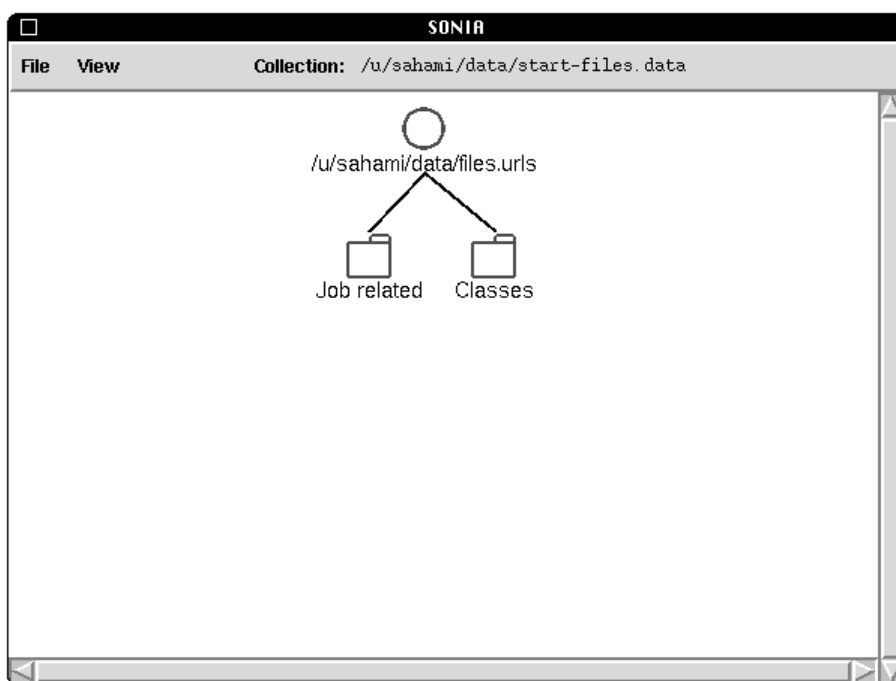 SONIA
File View Collection: /u/sahami/data/start-files.data
/u/sahami/data/files.urls
Job related Classes